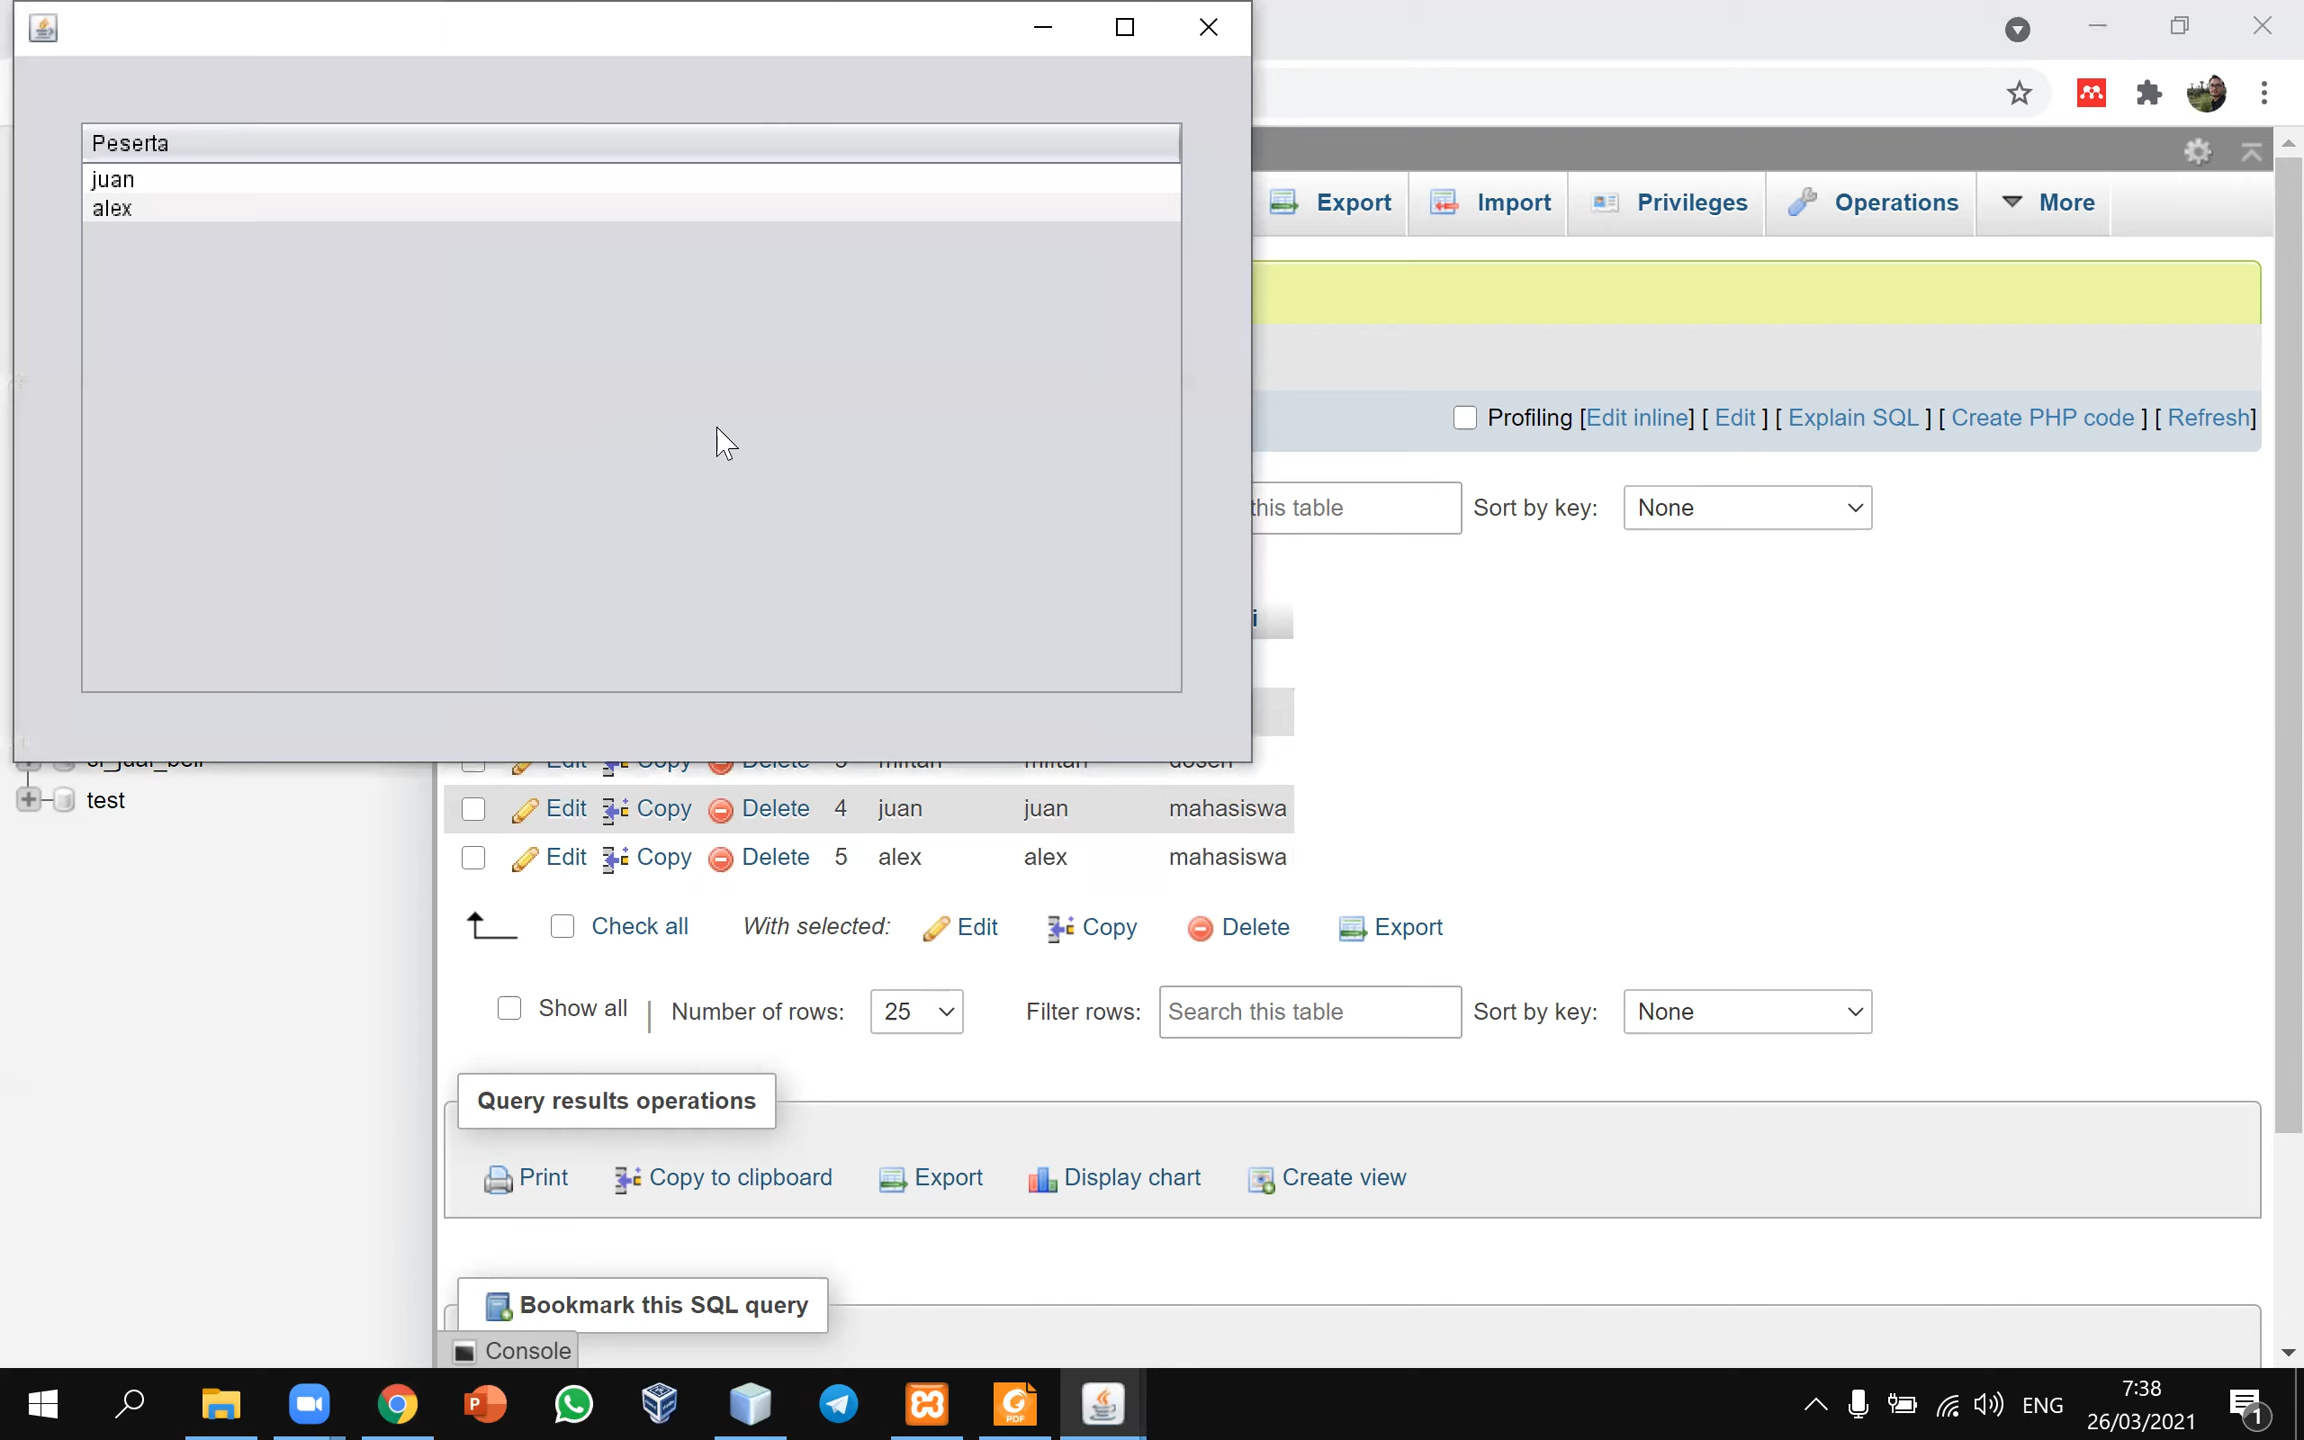 Peserta
juan
alex
Export Import Privileges Operations More
Profiling [Edit inline] [ Edit ] [ Explain SQL ] [ Create PHP code ] [ Refresh]
this table Sort by key: None
i
test
Edit Copy Delete 4 juan juan mahasiswa
Edit Copy Delete 5 alex alex mahasiswa
Check all With selected: Edit Copy Delete Export
Show all | Number of rows: 25 Filter rows: Search this table Sort by key: None
Query results operations
Print Copy to clipboard Export Display chart Create view
Bookmark this SQL query
Console
ENG 7:38
26/03/2021 1